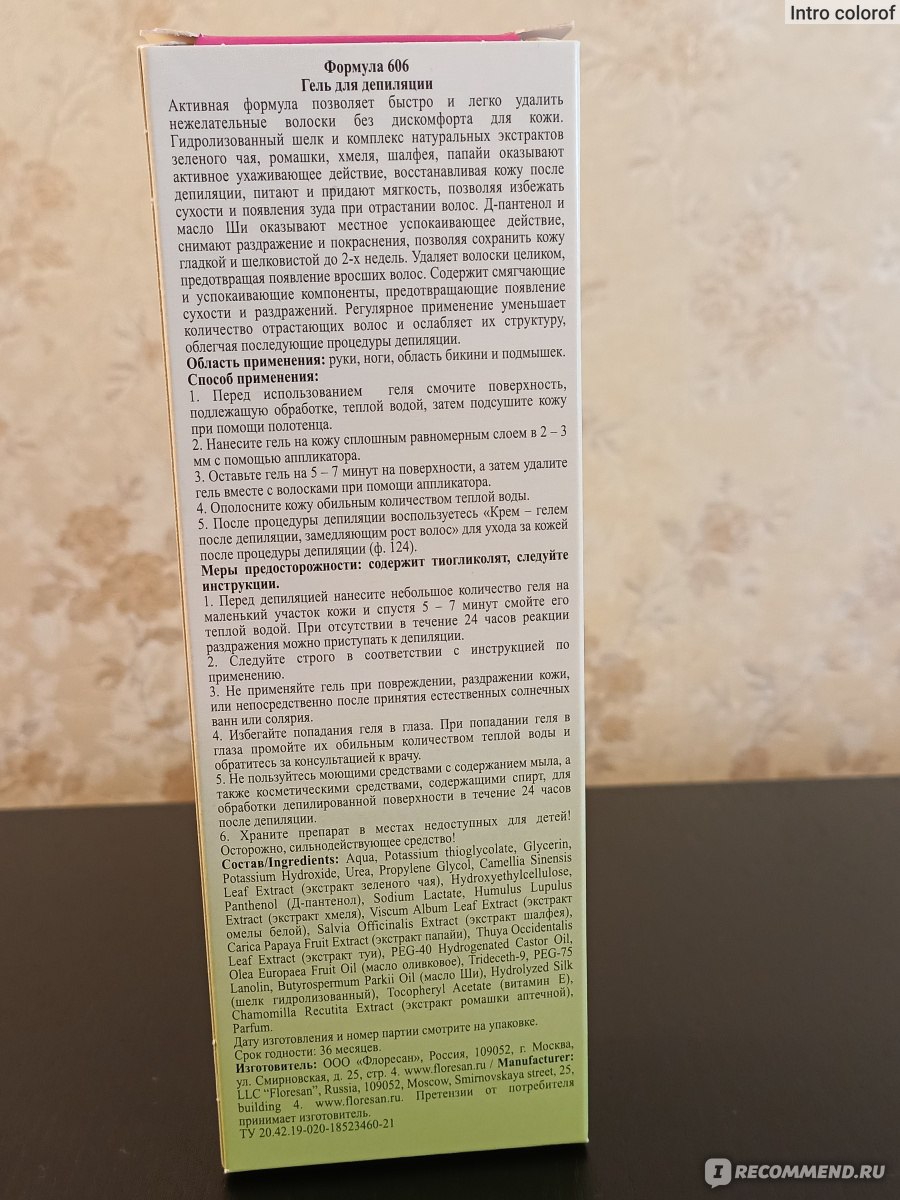 Intro colorof
Формула 606
Гель для депиляции
Активная формула позволяет быстро и легко удалить
нежелательные волоски без дискомфорта для кожи.
Гидролизованный шелк и комплекс натуральных экстрактов
зеленого чая, ромашки, хмеля, шалфея, папайи оказывают
активное ухаживающее действие, восстанавливая кожу после
депиляции, питают и придают мягкость, позволяя избежать
сухости и появления зуда при отрастании волос. Д-пантенол и
масло Ши оказывают местное успокаивающее действие,
снимают раздражение и покраснения, позволяя сохранить кожу
гладкой и шелковистой до 2-х недель. Удаляет волоски целиком,
предотвращая появление вросших волос. Содержит смягчающие
и успокаивающие компоненты, предотвращающие появление
сухости и раздражений. Регулярное применение уменьшает
количество отрастающих волос и ослабляет их структуру,
облегчая последующие процедуры депиляции.
Область применения: руки, ноги, область бикини и подмышек.
Способ применения:
1. Перед использованием геля смочите поверхность,
подлежащую обработке, теплой водой, затем подсушите кожу
при помощи полотенца.
2. Нанесите гель на кожу сплошным равномерным слоем в 2 – 3
мм с помощью аппликатора.
3. Оставьте гель на 5 – 7 минут на поверхности, а затем удалите
гель вместе с волосками при помощи аппликатора.
4. Ополосните кожу обильным количеством теплой воды.
5. После процедуры депиляции воспользуетесь «Крем – гелем
после депиляции, замедляющим рост волос» для ухода за кожей
после процедуры депиляции (ф. 124).
Меры предосторожности: содержит тиогликолят, следуйте
инструкции.
1. Перед депиляцией нанесите небольшое количество геля на
маленький участок кожи и спустя 5 – 7 минут смойте его
теплой водой. При отсутствии в течение 24 часов реакции
раздражения можно приступать к депиляции.
2. Следуйте строго в соответствии с инструкцией по
применению.
3. Не применяйте гель при повреждении, раздражении кожи,
или непосредственно после принятия естественных солнечных
ванн или солярия.
4. Избегайте попадания геля в глаза. При попадании геля в
глаза промойте их обильным количеством теплой воды и
обратитесь за консультацией к врачу.
5. Не пользуйтесь моющими средствами с содержанием мыла, а
также косметическими средствами, содержащими спирт, для
обработки депилированной поверхности в течение 24 часов
после депиляции.
6. Храните препарат в местах недоступных для детей!
Осторожно, сильнодействующее средство!
Состав/Ingredients: Aqua, Potassium thioglycolate, Glycerin,
Potassium Hydroxide, Urea, Propylene Glycol, Camellia Sinensis
Leaf Extract (экстракт зеленого чая), Hydroxyethylcellulose,
Panthenol (Д-пантенол), Sodium Lactate, Humulus Lupulus
Extract (экстракт хмеля), Viscum Album Leaf Extract (экстракт
омелы белой), Salvia Officinalis Extract (экстракт шалфея),
Carica Papaya Fruit Extract (экстракт папайи), Thuya Occidentalis
Leaf Extract (экстракт туи), PEG-40 Hydrogenated Castor Oil,
Olea Europaea Fruit Oil (масло оливковое), Trideceth-9, PEG-75
Lanolin, Butyrospermum Parkii Oil (масло Ши), Hydrolyzed Silk
(шелк гидролизованный), Tocopheryl Acetate (витамин Е),
Chamomilla Recutita Extract (экстракт ромашки аптечной),
Parfum.
Дату изготовления и номер партии смотрите на упаковке.
Срок годности: 36 месяцев.
Изготовитель: ООО «Флоресан», Россия, 109052, г. Москва,
ул. Смирновская, д. 25, стр. 4. www.floresan.ru / Manufacturer:
LLC “Floresan”, Russia, 109052, Moscow, Smirnovskaya street, 25,
building 4. www.floresan.ru. Претензии от потребителя
принимает изготовитель.
ТУ 20.42.19-020-18523460-21
I RECOMMEND.RU